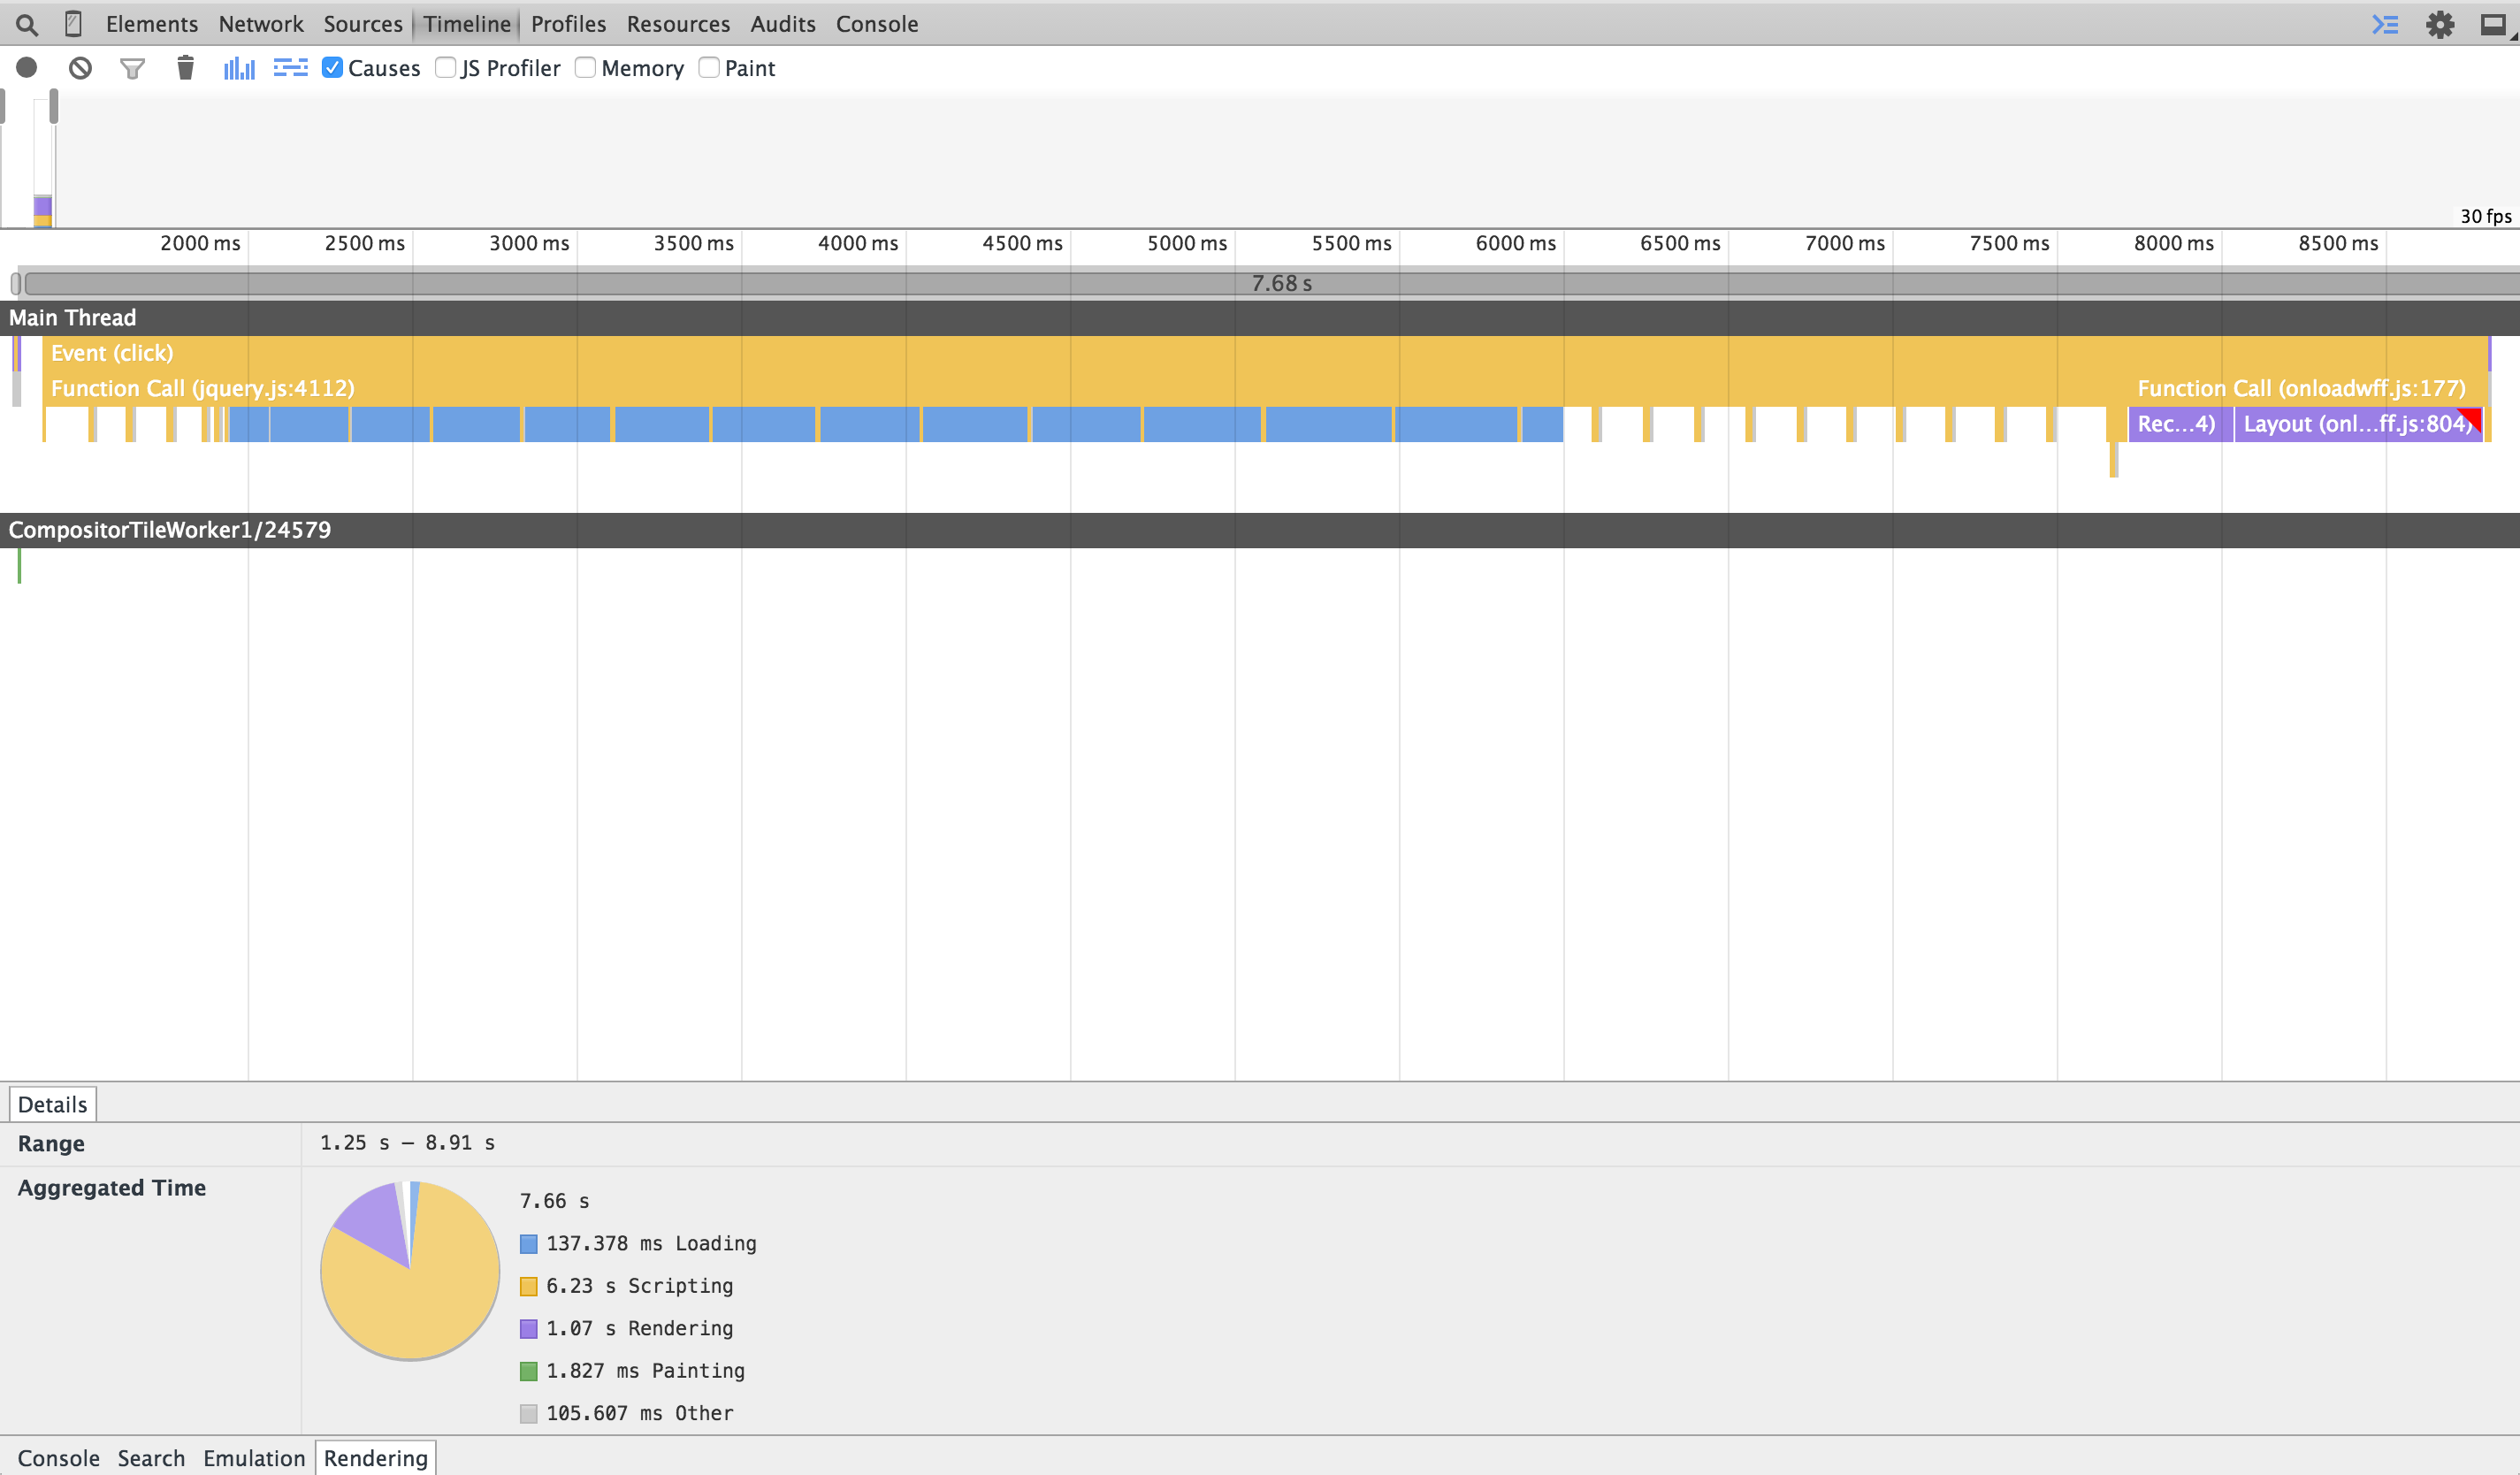 Elements Network Sources Timeline Profiles Resources Audits Console
Causes JS Profiler Memory Paint
30 fps
2000 ms 2500 ms 3000 ms 3500 ms 4000 ms 4500 ms 5000 ms 5500 ms 6000 ms 6500 ms 7000 ms 7500 ms 8000 ms 8500 ms
7.68 s
Main Thread
Event (click)
Function Call (jquery.js:4112) Function Call (onloadwff.js:177)
Rec...4) Layout (onl...ff.js:804)
CompositorTileWorker1/24579
Details
Range 1.25 s – 8.91 s
Aggregated Time
7.66 s
137.378 ms Loading
6.23 s Scripting
1.07 s Rendering
1.827 ms Painting
105.607 ms Other
Console Search Emulation Rendering